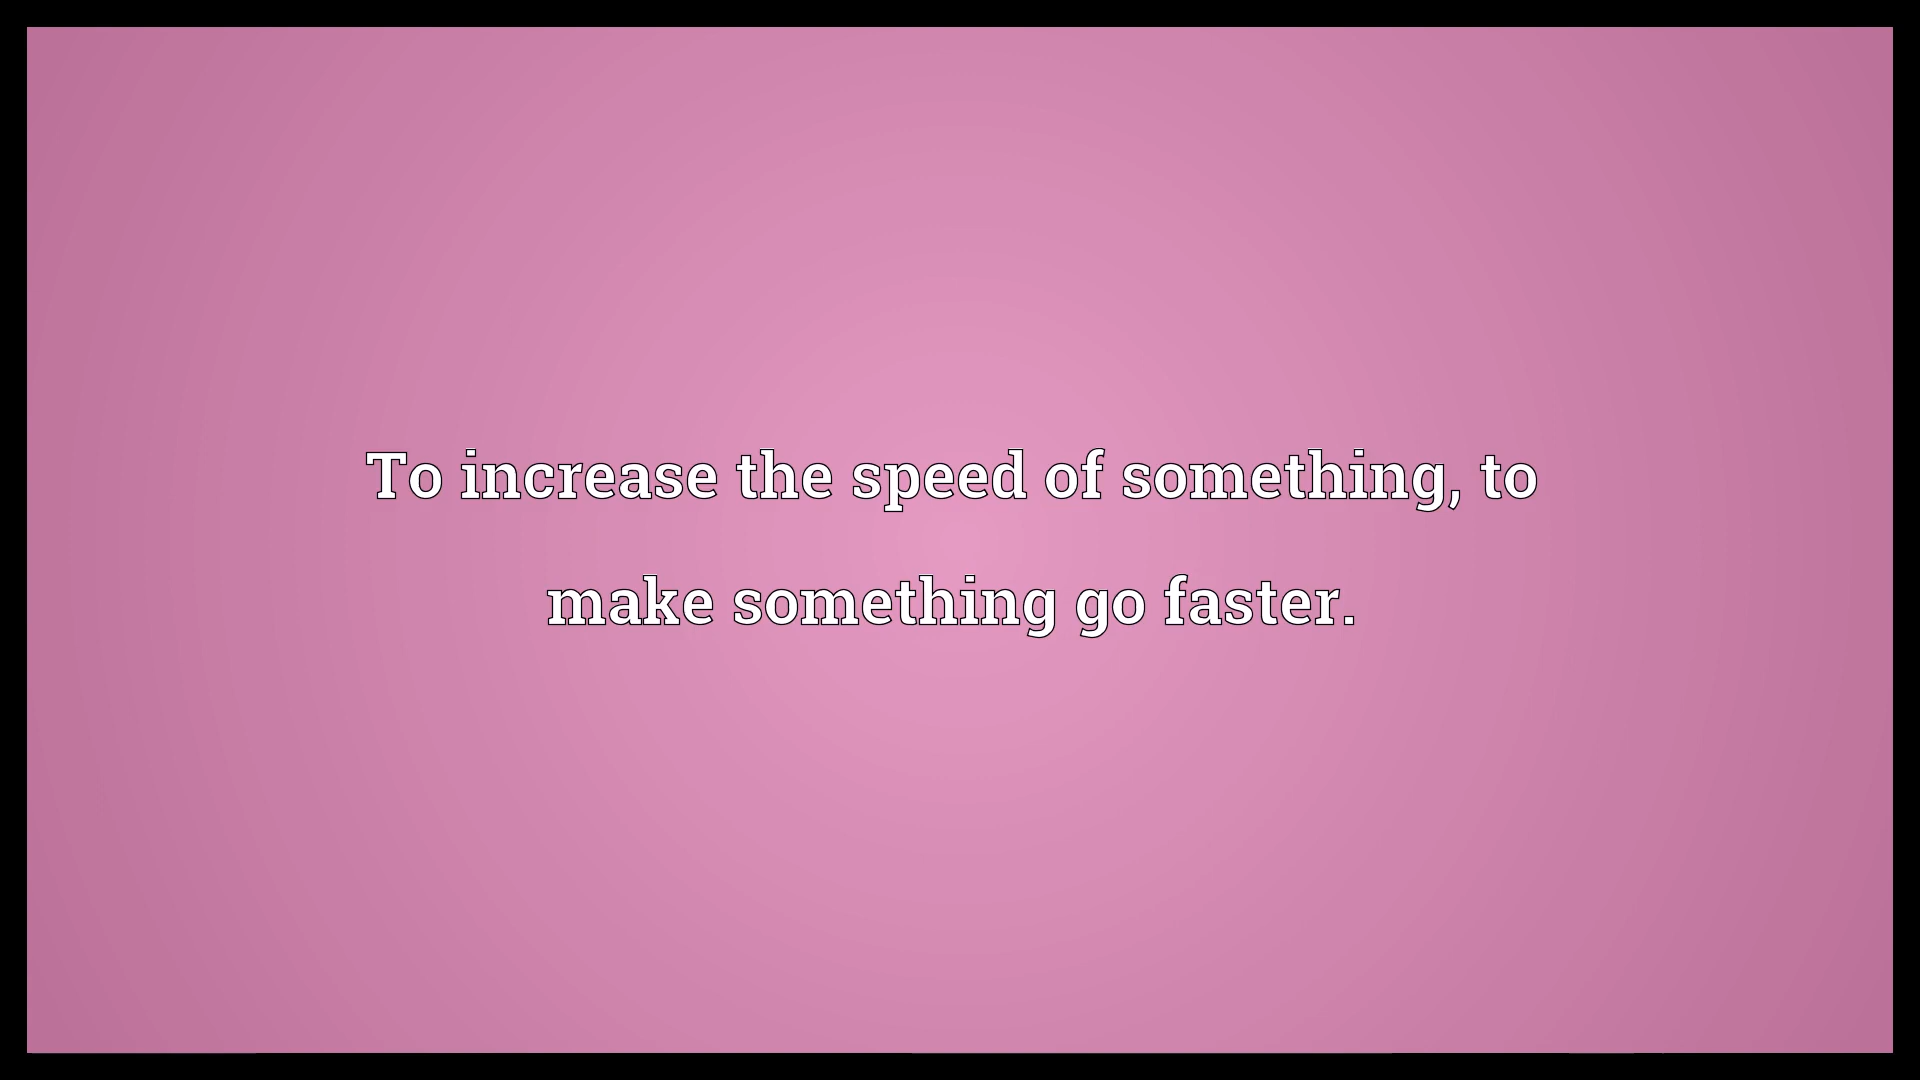 To increase the speed of something, to
make something go faster.